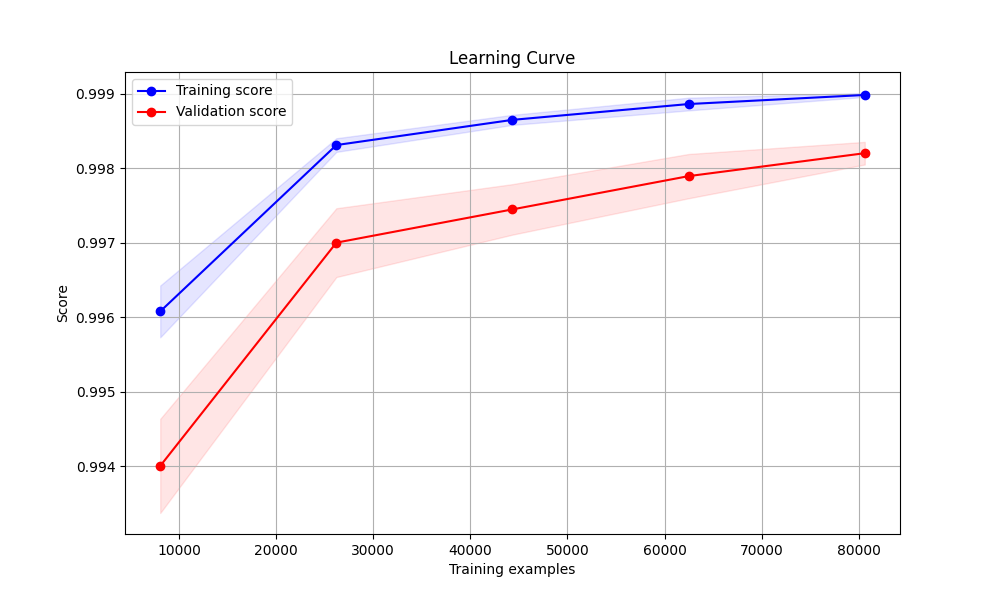 Learning Curve
Training score
Validation score
0.999
0.998
0.997
0.996
0.995
0.994
Score
10000 20000 30000 40000 50000 60000 70000 80000
Training examples